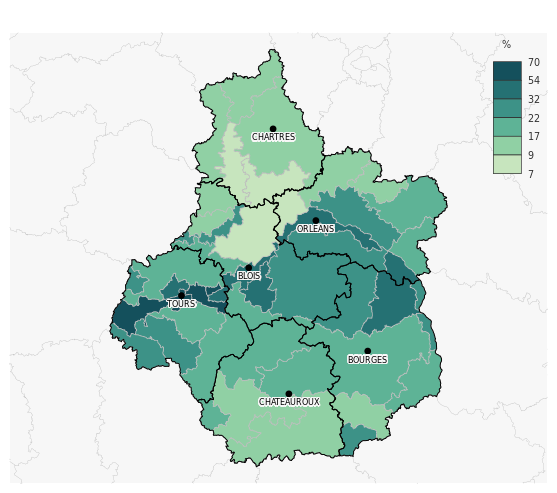 %
70
54
32
22
17
9
7
CHARTRES
ORLEANS
BLOIS
TOURS
BOURGES
CHATEAUROUX